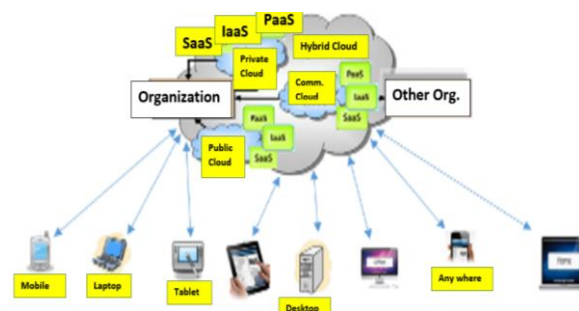 PaaS
IaaS
SaaS
Hybrid Cloud
Private
Cloud
Comm.
Cloud
PaaS
IaaS
SaaS
Organization
Other Org.
PaaS
IaaS
SaaS
Public
Cloud
Mobile
Laptop
Tablet
Desktop
Any where